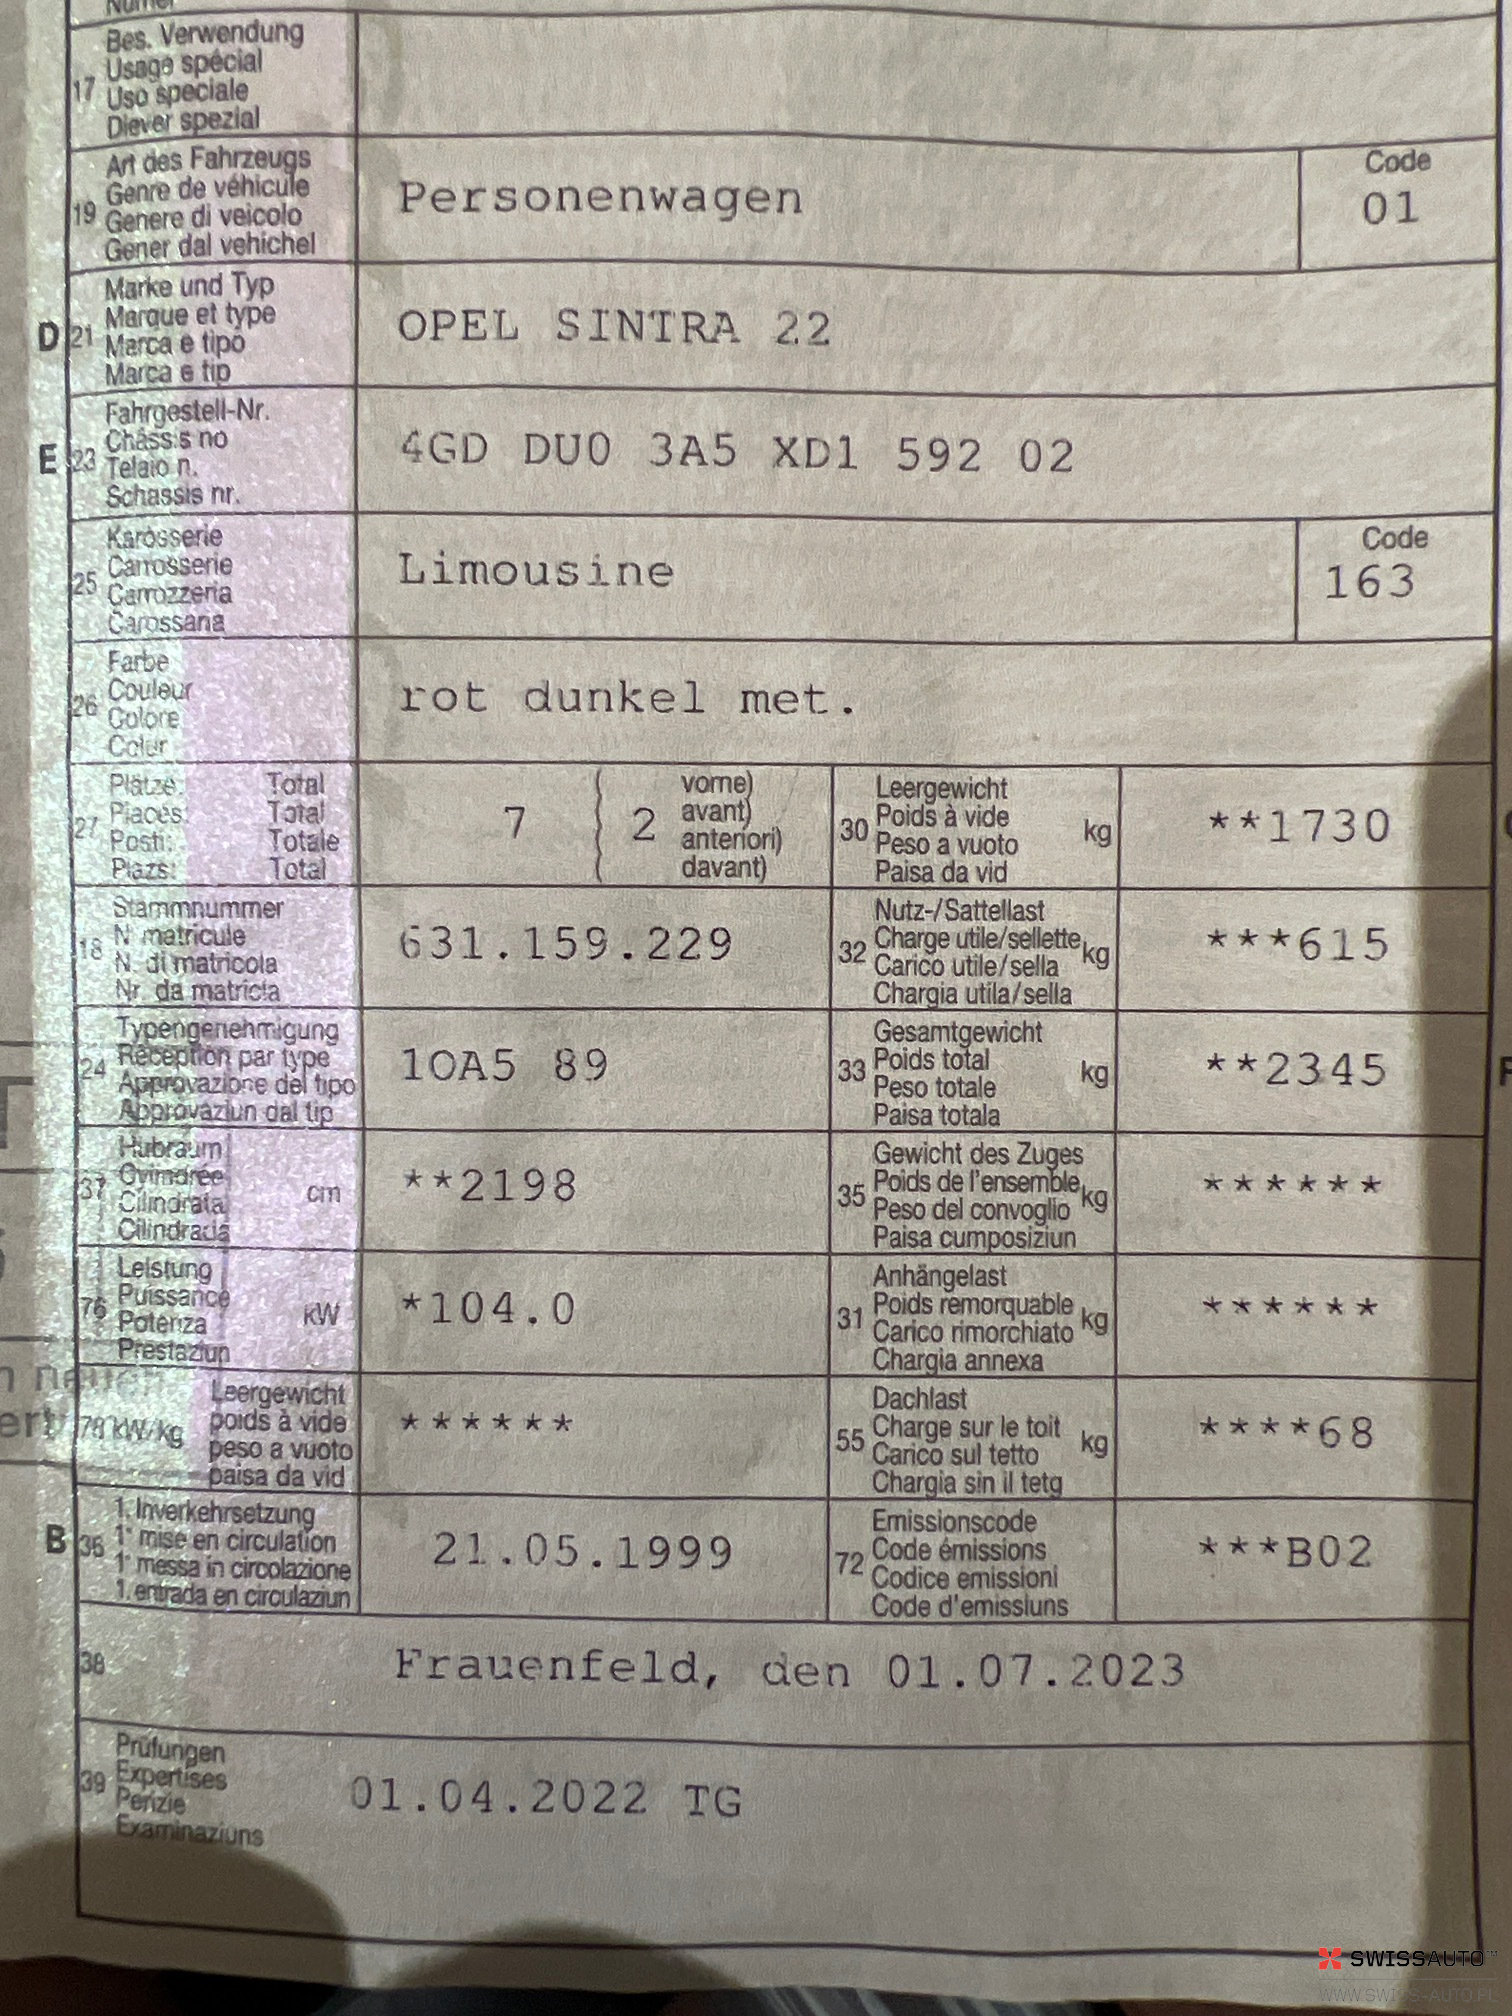 Bes. Verwendung
Usage spécial
17 Uso speciale
Diever spezial
Art des Fahrzeugs
Genre de véhicule
19 Genere di veicolo
Gener dal vehichel
Personenwagen
Code
01
Marke und Typ
Marque et type
D 21 Marca e tipo
Marca e tip
OPEL SINTRA 22
Fahrgestell-Nr.
Châssis no
E 23 Telaio n.
Schassis nr.
4GD DU0 3A5 XD1 592 02
Karosserie
Carrosserie
25 Carrozzeria
Carossaria
Limousine
Code
163
Farbe
Couleur
26 Colore
Colur
rot dunkel met.
Plätze: Total
Places: Total
27 Posti: Totale
Plazs: Total
7 ( 2
vorne)
avant)
anteriori)
davant)
Leergewicht
30 Poids à vide kg
Peso a vuoto
Paisa da vid
**1730
Stammnummer
N matricule
18 N. di matricola
Nr. da matricla
631.159.229
Nutz-/Sattellast
32 Charge utile/sellette kg
Carico utile/sella
Chargia utila/sella
***615
Typengenehmigung
24 Réception par type
Approvazione del tipo
Approvaziun dal tip
1OA5 89
Gesamtgewicht
33 Poids total kg
Peso totale
Paisa totala
**2345
Hubraum
37 Cylindrée cm
Cilindrata
Cilindrada
**2198
Gewicht des Zuges
35 Poids de l'ensemble kg
Peso del convoglio
Paisa cumposiziun
******
Leistung
76 Puissance kW
Potenza
Prestaziun
*104.0
Anhängelast
31 Poids remorquable kg
Carico rimorchiato
Chargia annexa
******
Leergewicht
78 kW/kg poids à vide
peso a vuoto
paisa da vid
******
Dachlast
55 Charge sur le toit kg
Carico sul tetto
Chargia sin il tetg
****68
1. Inverkehrsetzung
B 36 1° mise en circulation
1° messa in circolazione
1. entrada en circulaziun
21.05.1999
Emissionscode
72 Code émissions
Codice emissioni
Code d'emissiuns
***B02
38 Frauenfeld, den 01.07.2023
Prüfungen
39 Expertises
Perizie
Examinaziuns
01.04.2022 TG
SWISSAUTO
WWW.SWISS-AUTO.PL